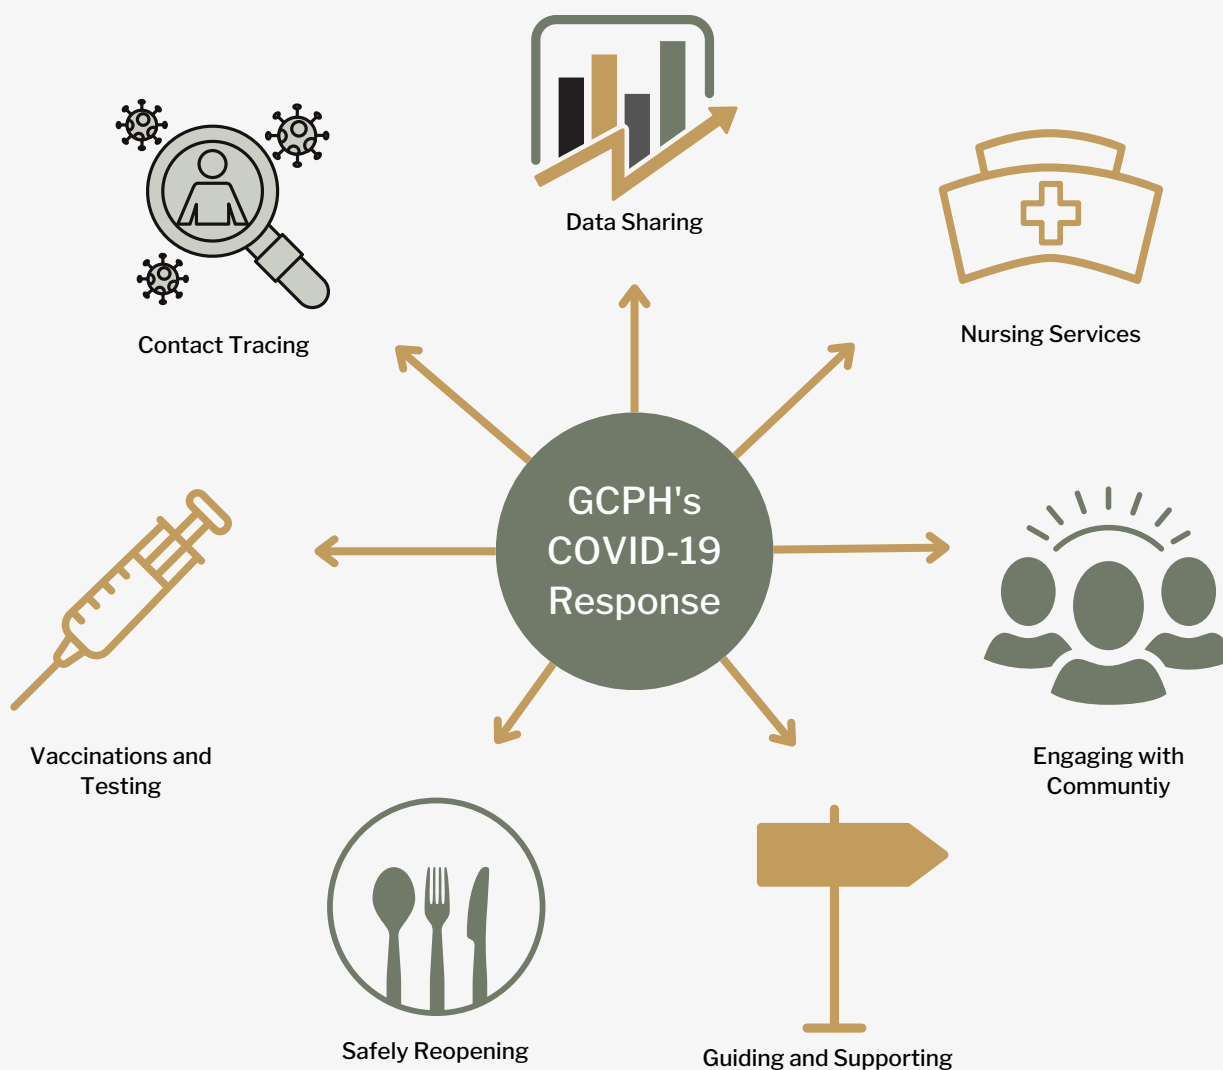 Data Sharing
Nursing Services
Contact Tracing
GCPH's
COVID-19
Response
Vaccinations and
Testing
Engaging with
Communtiy
Safely Reopening
Guiding and Supporting